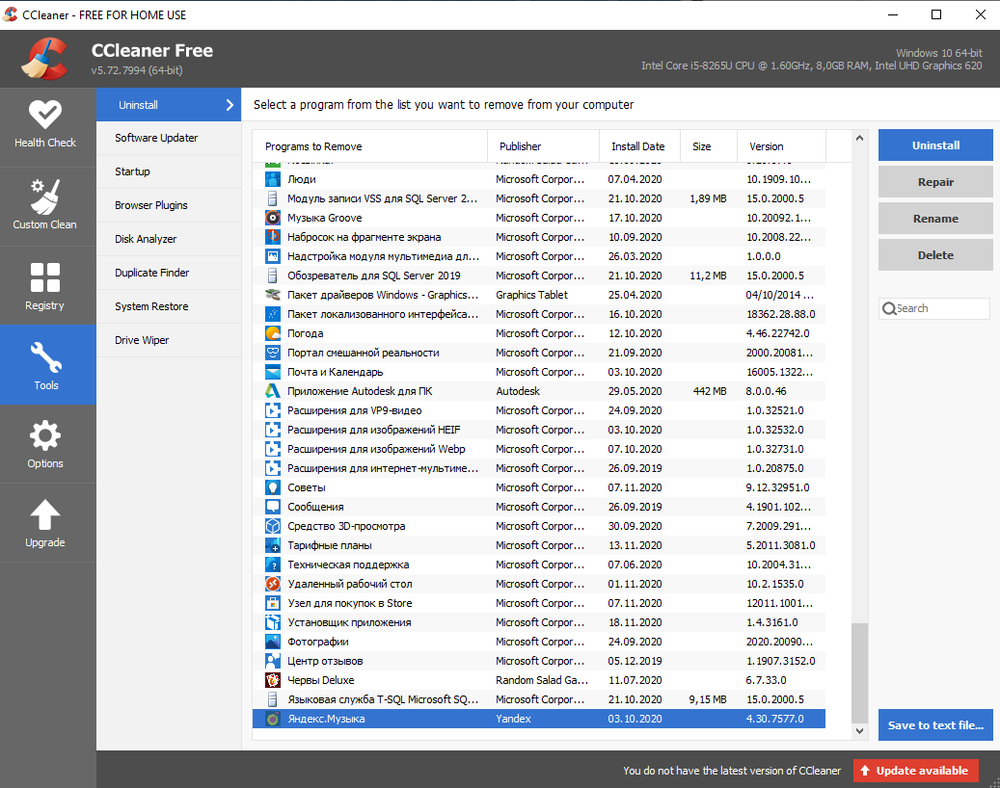 CCleaner - FREE FOR HOME USE
CCleaner Free
v5.72.7994 (64-bit)
Windows 10 64-bit
Intel Core i5-8265U CPU @ 1.60GHz, 8,0GB RAM, Intel UHD Graphics 620
Health Check
Custom Clean
Registry
Tools
Options
Upgrade
Uninstall
Software Updater
Startup
Browser Plugins
Disk Analyzer
Duplicate Finder
System Restore
Drive Wiper
Select a program from the list you want to remove from your computer
Programs to Remove Publisher Install Date Size Version
Люди Microsoft Corpor... 07.04.2020 10.1909.10...
Модуль записи VSS для SQL Server 2... Microsoft Corpor... 21.10.2020 1,89 MB 15.0.2000.5
Музыка Groove Microsoft Corpor... 17.10.2020 10.20092.1...
Набросок на фрагменте экрана Microsoft Corpor... 10.09.2020 10.2008.22...
Надстройка модуля мультимедиа дл... Microsoft Corpor... 26.03.2020 1.0.0.0
Обозреватель для SQL Server 2019 Microsoft Corpor... 21.10.2020 11,2 MB 15.0.2000.5
Пакет драйверов Windows - Graphics... Graphics Tablet 25.04.2020 04/10/2014 ...
Пакет локализованного интерфейса... Microsoft Corpor... 16.10.2020 18362.28.88.0
Погода Microsoft Corpor... 12.10.2020 4.46.22742.0
Портал смешанной реальности Microsoft Corpor... 21.09.2020 2000.20081...
Почта и Календарь Microsoft Corpor... 03.10.2020 16005.1322...
Приложение Autodesk для ПК Autodesk 29.05.2020 442 MB 8.0.0.46
Расширения для VP9-видео Microsoft Corpor... 24.09.2020 1.0.32521.0
Расширения для изображений HEIF Microsoft Corpor... 03.10.2020 1.0.32532.0
Расширения для изображений Webp Microsoft Corpor... 07.10.2020 1.0.32731.0
Расширения для интернет-мультиме... Microsoft Corpor... 26.09.2019 1.0.20875.0
Советы Microsoft Corpor... 07.11.2020 9.12.32951.0
Сообщения Microsoft Corpor... 26.09.2019 4.1901.102...
Средство 3D-просмотра Microsoft Corpor... 30.09.2020 7.2009.291...
Тарифные планы Microsoft Corpor... 13.11.2020 5.2011.3081.0
Техническая поддержка Microsoft Corpor... 07.06.2020 10.2004.31...
Удаленный рабочий стол Microsoft Corpor... 01.11.2020 10.2.1535.0
Узел для покупок в Store Microsoft Corpor... 07.11.2020 12011.1001...
Установщик приложения Microsoft Corpor... 18.11.2020 1.4.3161.0
Фотографии Microsoft Corpor... 24.09.2020 2020.20090...
Центр отзывов Microsoft Corpor... 05.12.2019 1.1907.3152.0
Червы Deluxe Random Salad Ga... 11.07.2020 6.7.33.0
Языковая служба T-SQL Microsoft SQ... Microsoft Corpor... 21.10.2020 9,15 MB 15.0.2000.5
Яндекс.Музыка Yandex 03.10.2020 4.30.7577.0
Uninstall
Repair
Rename
Delete
Search
Save to text file...
You do not have the latest version of CCleaner
Update available